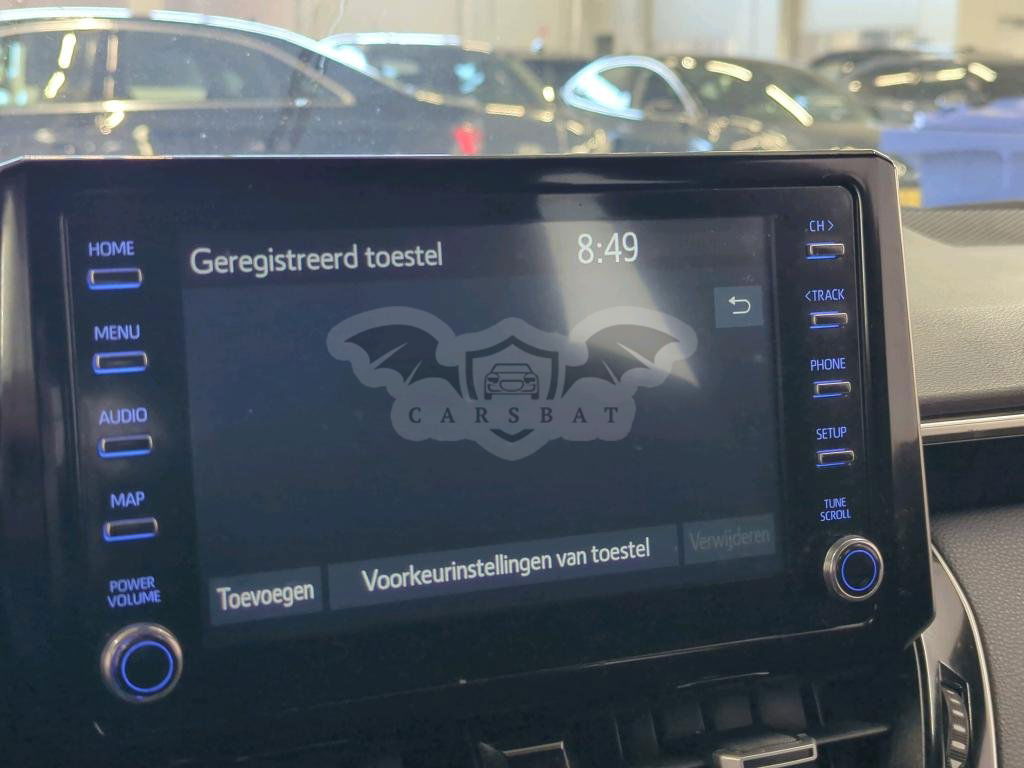 HOME
MENU
AUDIO
MAP
POWER
VOLUME
Geregistreerd toestel 8:49
CARSBAT
Toevoegen Voorkeurinstellingen van toestel Verwijderen
CH>
<TRACK
PHONE
SETUP
TUNE
SCROLL